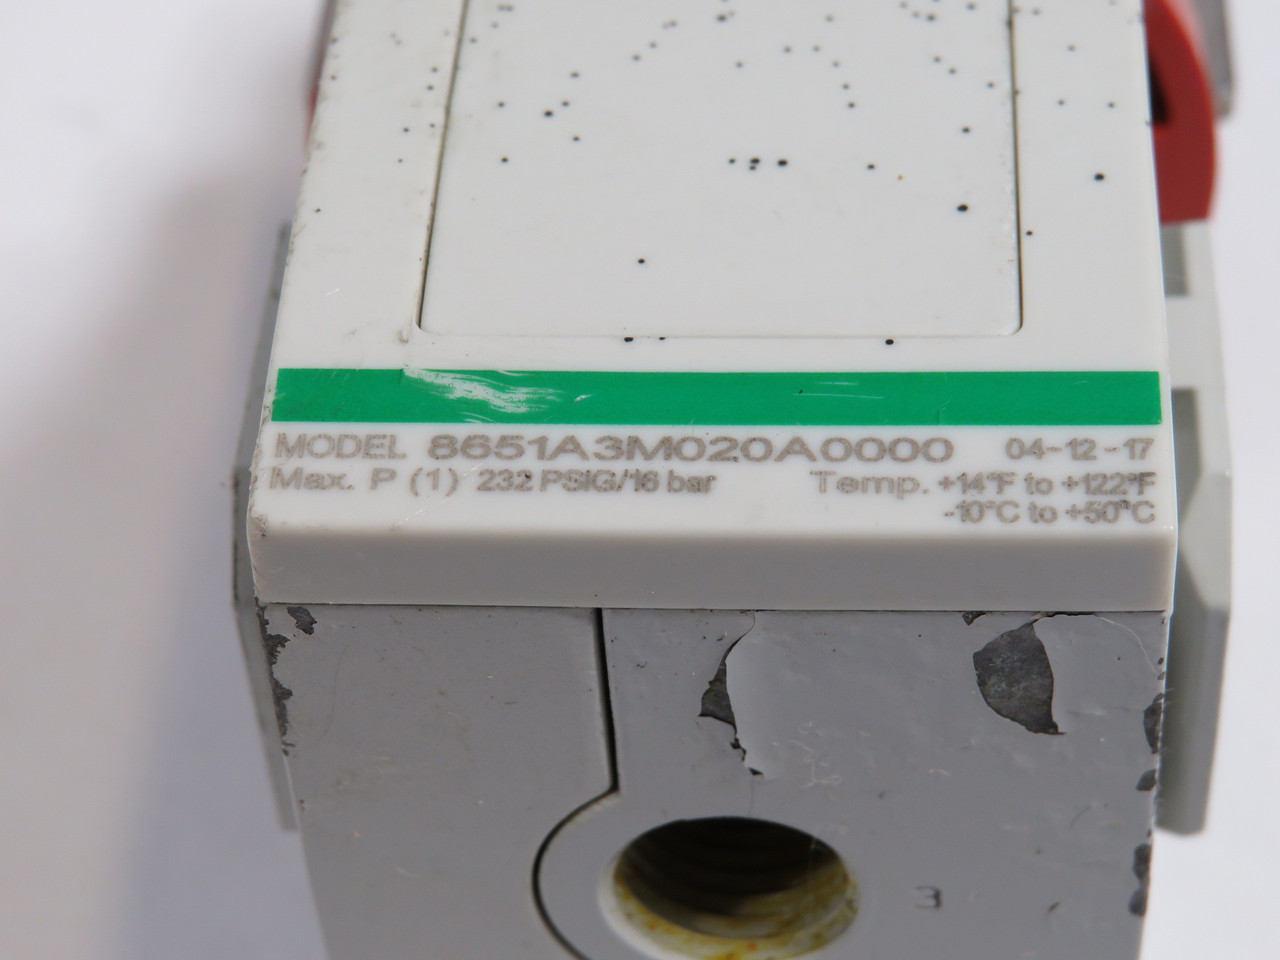 MODEL 8651A3M020A0000 04-12-17
Max. P (1) 232 PSIG/16 bar Temp. +14°F to +122°F
-10°C to +50°C
3